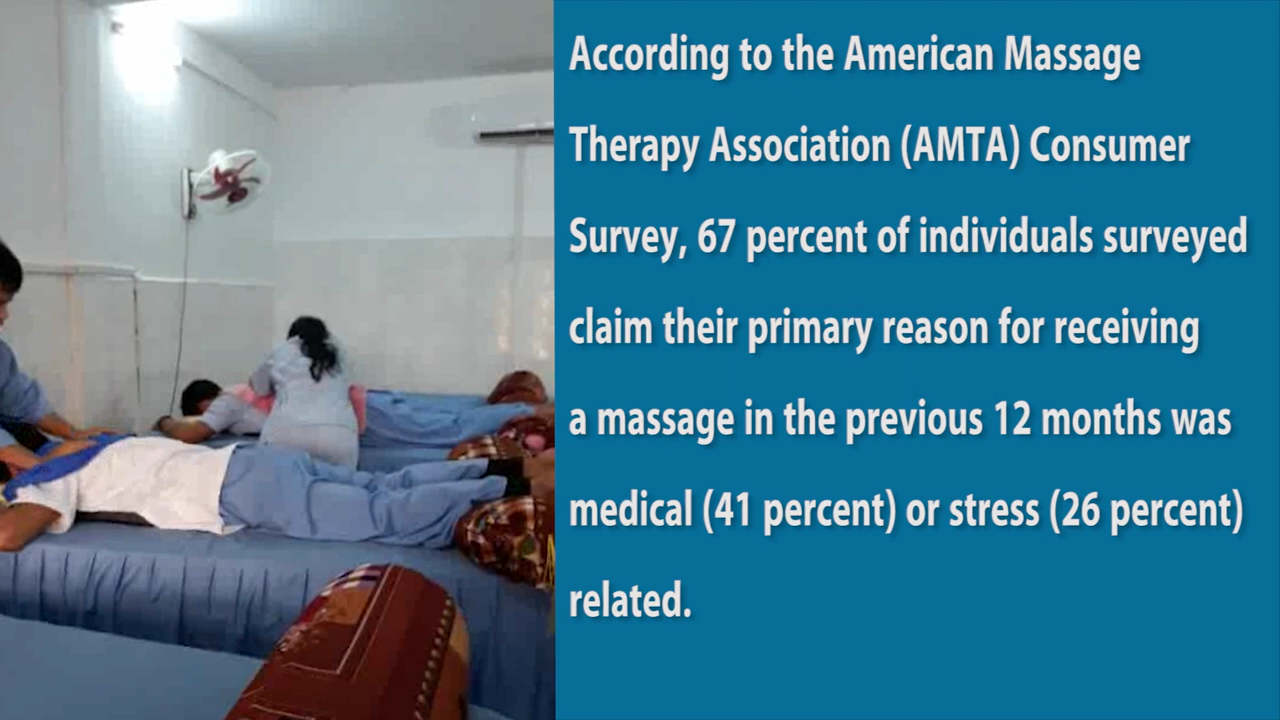 According to the American Massage
Therapy Association (AMTA) Consumer
Survey, 67 percent of individuals surveyed
claim their primary reason for receiving
a massage in the previous 12 months was
medical (41 percent) or stress (26 percent)
related.